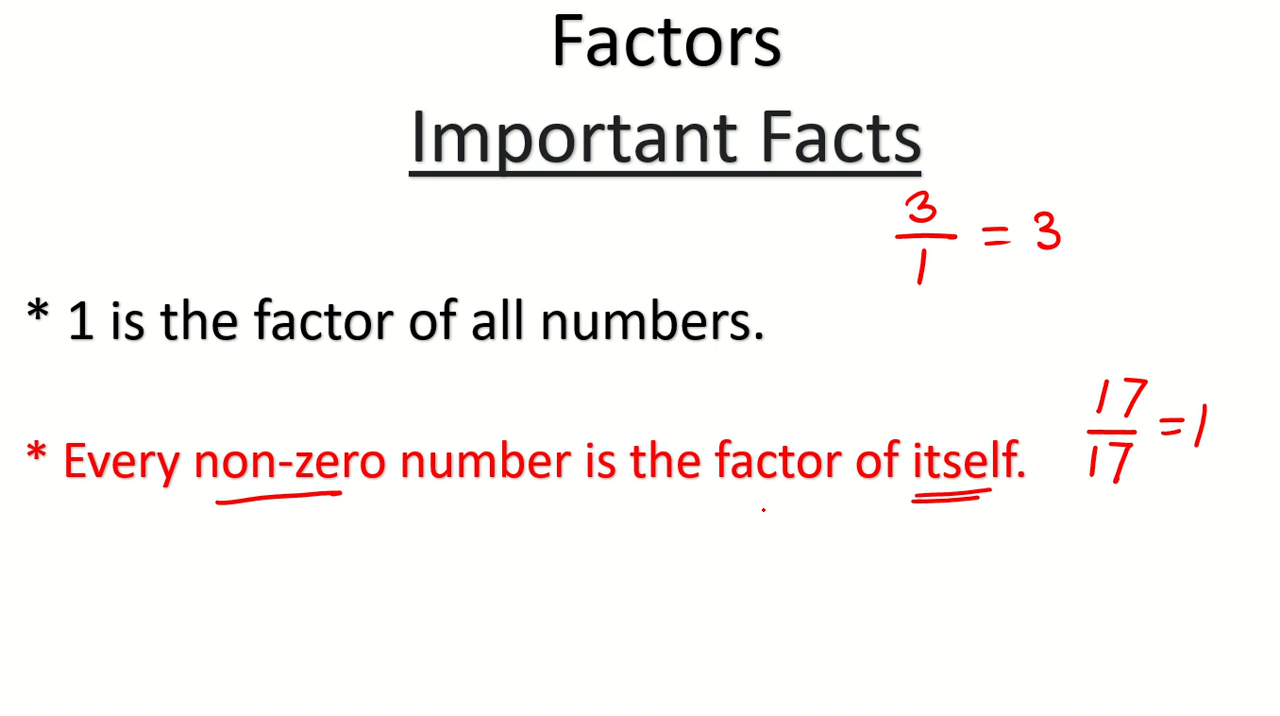 Factors
Important Facts
3/1 = 3
* 1 is the factor of all numbers.
17/17 = 1
* Every non-zero number is the factor of itself.